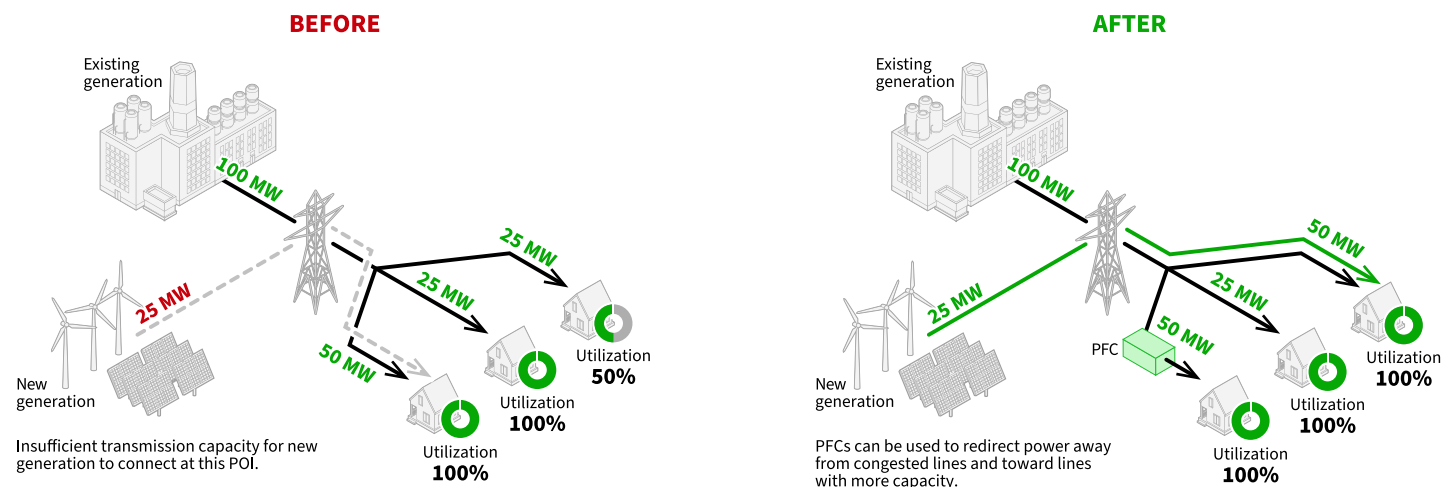 BEFORE
Existing
generation
100 MW
25 MW
25 MW
25 MW
50 MW
New
generation
Utilization
50%
Utilization
100%
Utilization
100%
Insufficient transmission capacity for new
generation to connect at this POI.
AFTER
Existing
generation
100 MW
50 MW
25 MW
25 MW
50 MW
PFC
New
generation
Utilization
100%
Utilization
100%
Utilization
100%
PFCs can be used to redirect power away
from congested lines and toward lines
with more capacity.